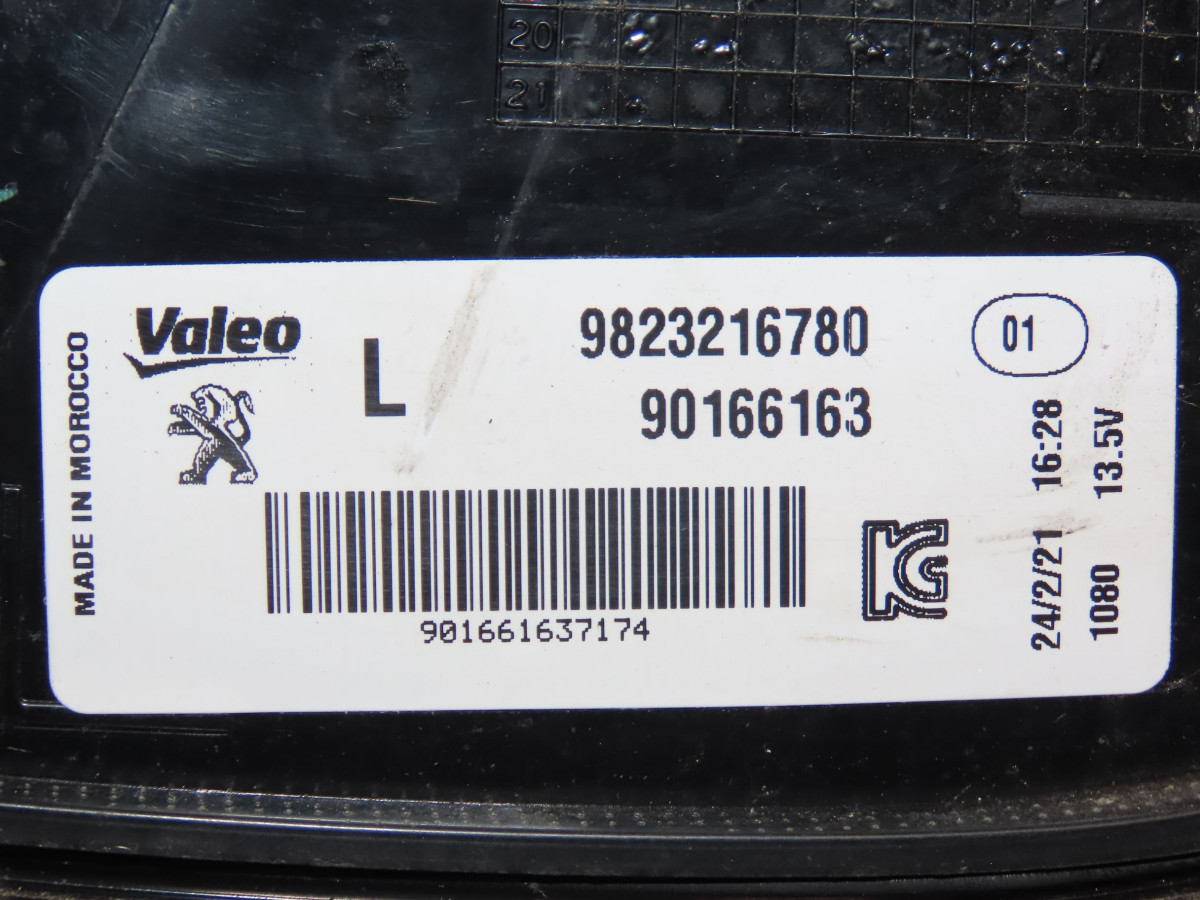 20
21
MADE IN MOROCCO
Valeo
L
9823216780
90166163
01
901661637174
24/2/21 16:28
1080 13.5V